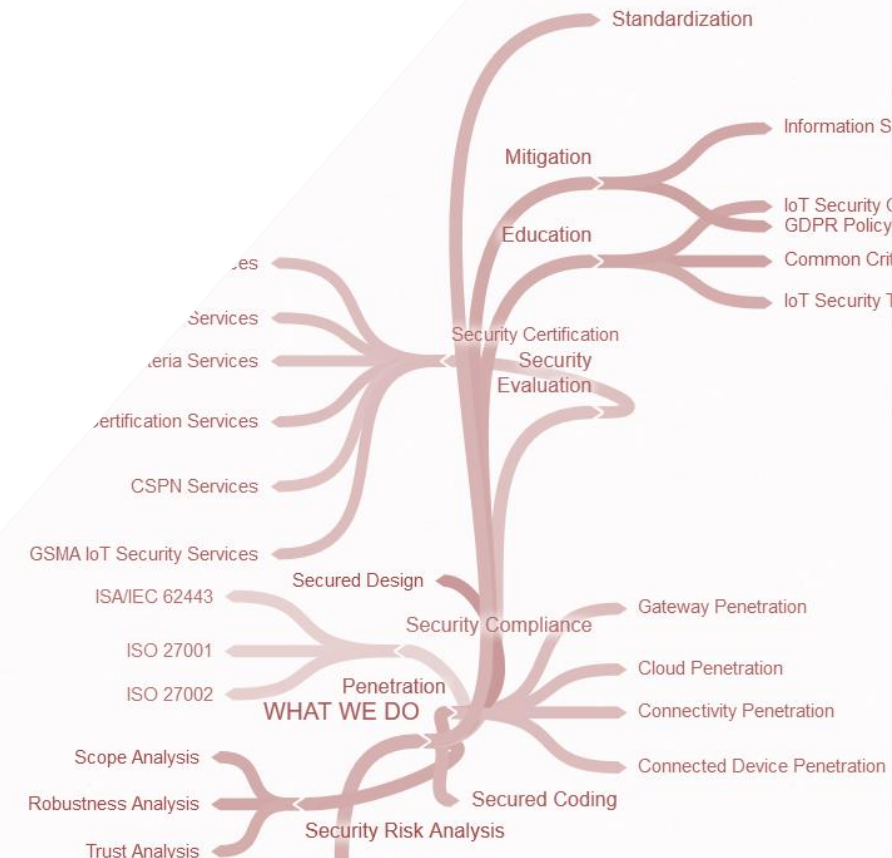 Standardization
Information
Mitigation
IoT Security
GDPR Policy
Education
Common
IoT Security
Services
Security Certification
Security
Evaluation
Services
Services
CSPN Services
GSMA IoT Security Services
Secured Design
ISA/IEC 62443
Gateway Penetration
Security Compliance
ISO 27001
Cloud Penetration
Penetration
ISO 27002
WHAT WE DO
Connectivity Penetration
Scope Analysis
Connected Device Penetration
Robustness Analysis
Secured Coding
Security Risk Analysis
Trust Analysis